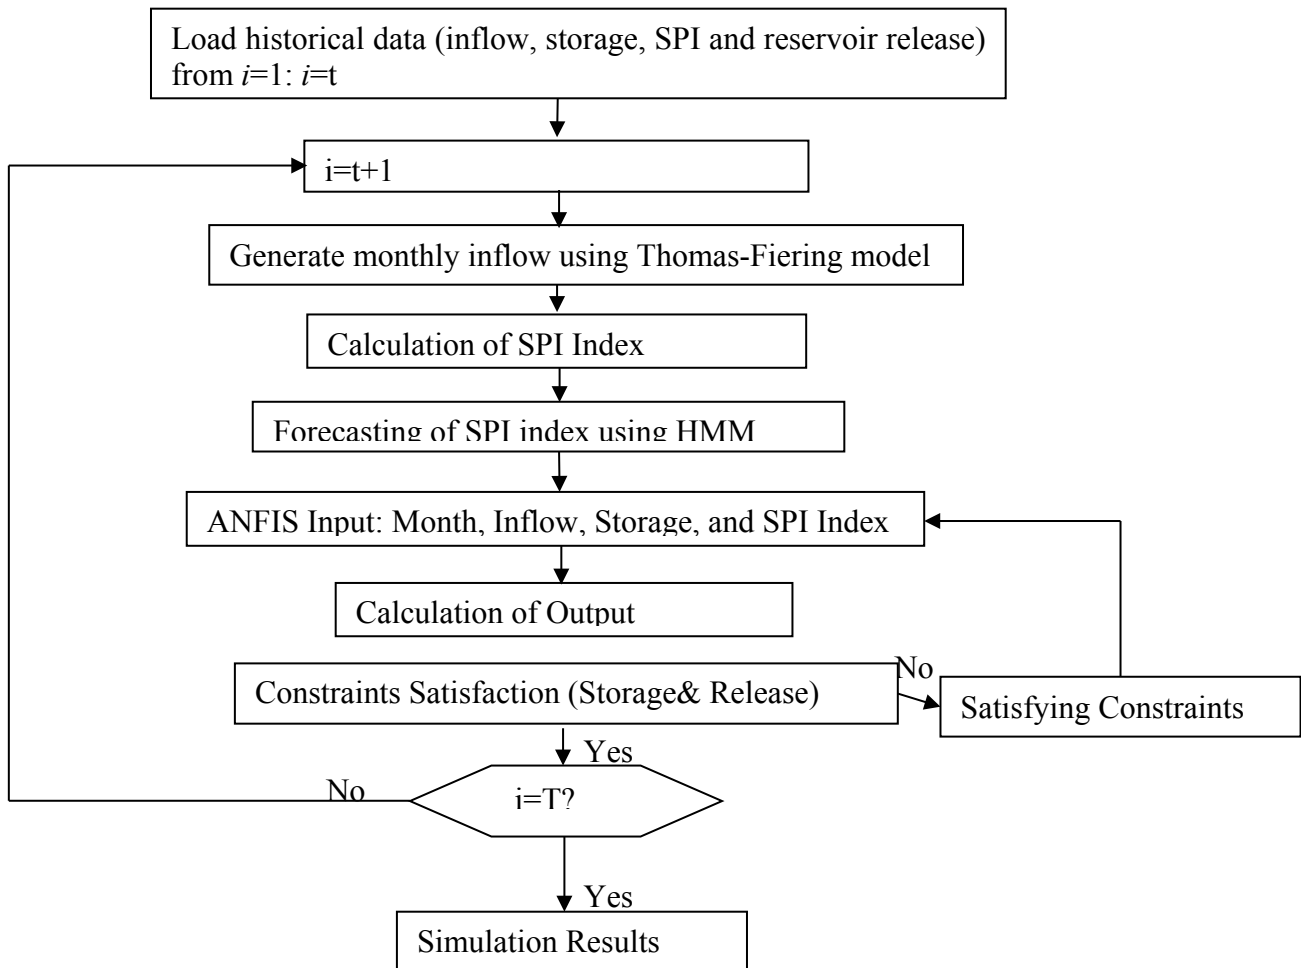 Load historical data (inflow, storage, SPI and reservoir release)
from i=1: i=t
i=t+1
Generate monthly inflow using Thomas-Fiering model
Calculation of SPI Index
Forecasting of SPI index using HMM
ANFIS Input: Month, Inflow, Storage, and SPI Index
Calculation of Output
Constraints Satisfaction (Storage& Release)
No
Satisfying Constraints
Yes
No
i=T?
Yes
Simulation Results